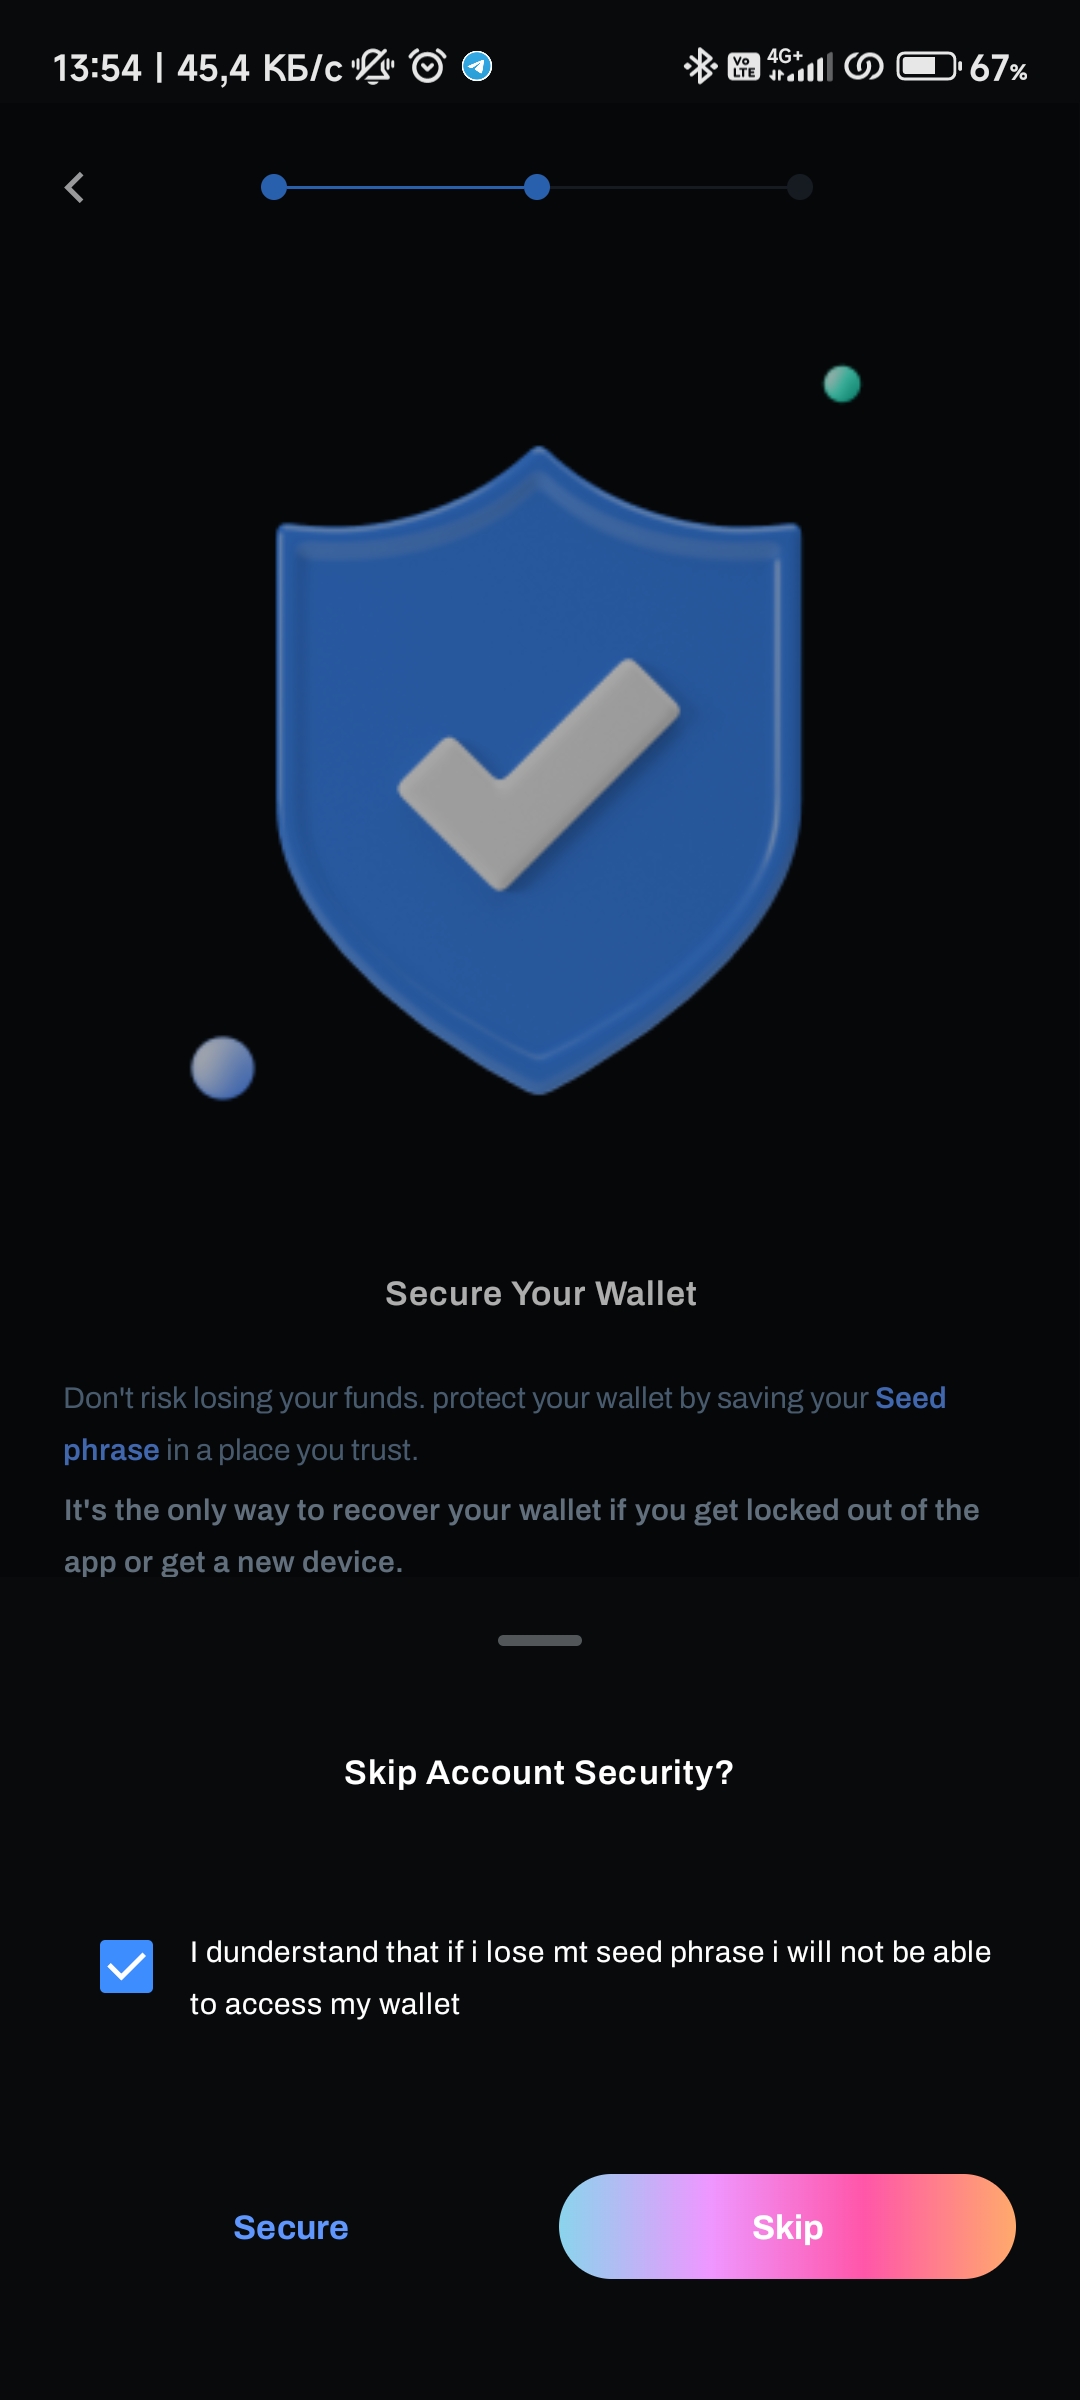 13:54 | 45,4 КБ/с
Vo LTE 4G+ 67%
Secure Your Wallet
Don't risk losing your funds. protect your wallet by saving your Seed
phrase in a place you trust.
It's the only way to recover your wallet if you get locked out of the
app or get a new device.
Skip Account Security?
I dunderstand that if i lose mt seed phrase i will not be able
to access my wallet
Secure Skip